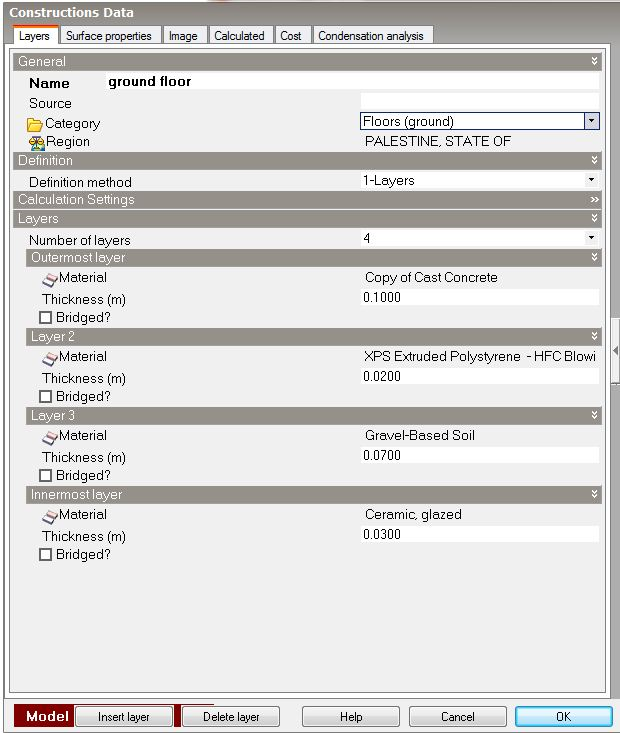 Constructions Data
Layers Surface properties Image Calculated Cost Condensation analysis
General
Name ground floor
Source
Category Floors (ground)
Region PALESTINE, STATE OF
Definition
Definition method 1-Layers
Calculation Settings
Layers
Number of layers 4
Outermost layer
Material Copy of Cast Concrete
Thickness (m) 0.1000
Bridged?
Layer 2
Material XPS Extruded Polystyrene - HFC Blowi
Thickness (m) 0.0200
Bridged?
Layer 3
Material Gravel-Based Soil
Thickness (m) 0.0700
Bridged?
Innermost layer
Material Ceramic, glazed
Thickness (m) 0.0300
Bridged?
Model Insert layer Delete layer Help Cancel OK